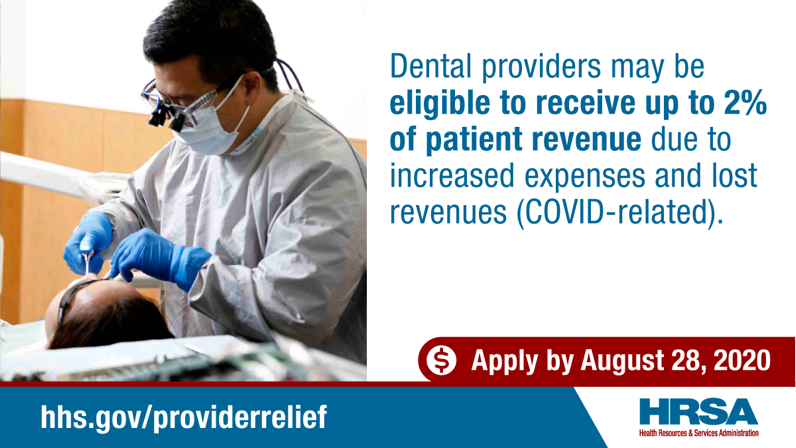 Dental providers may be
eligible to receive up to 2%
of patient revenue due to
increased expenses and lost
revenues (COVID-related).
$ Apply by August 28, 2020
hhs.gov/providerrelief
HRSA
Health Resources & Services Administration